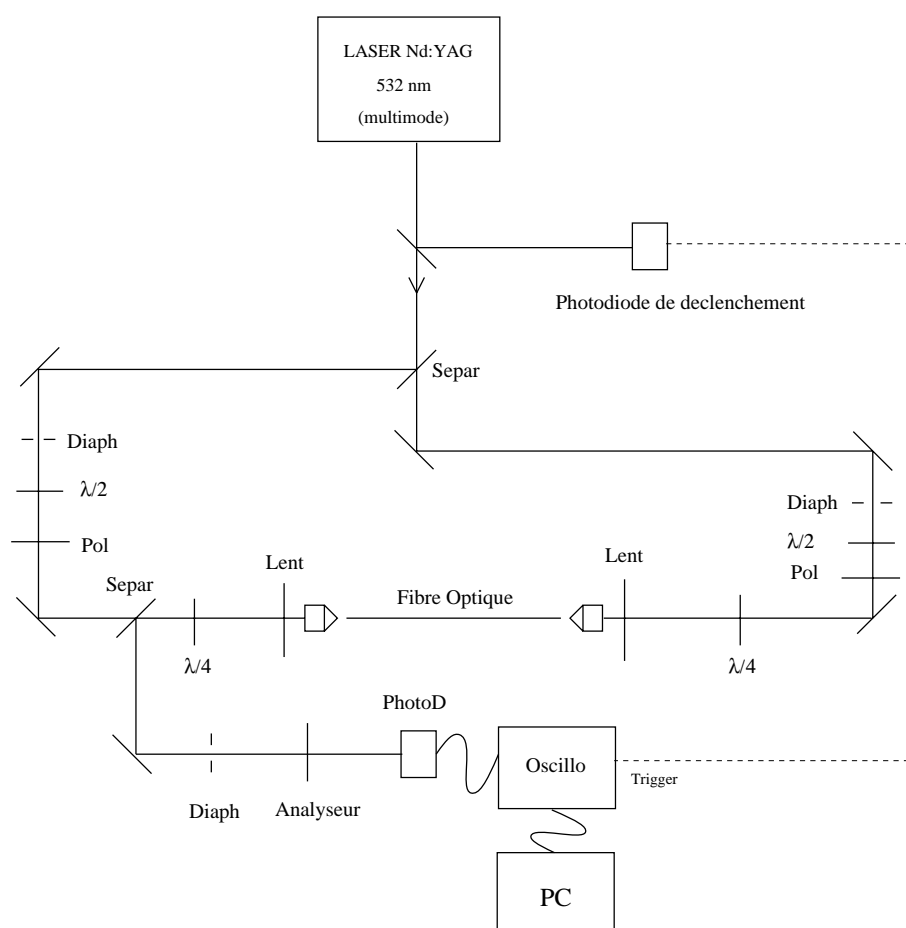 LASER Nd:YAG
532 nm
(multimode)
Photodiode de declenchement
Separ
Diaph
λ/2
Pol
Diaph
λ/2
Pol
Separ
Lent
Lent
Fibre Optique
λ/4
λ/4
PhotoD
Oscillo
Trigger
Diaph
Analyseur
PC